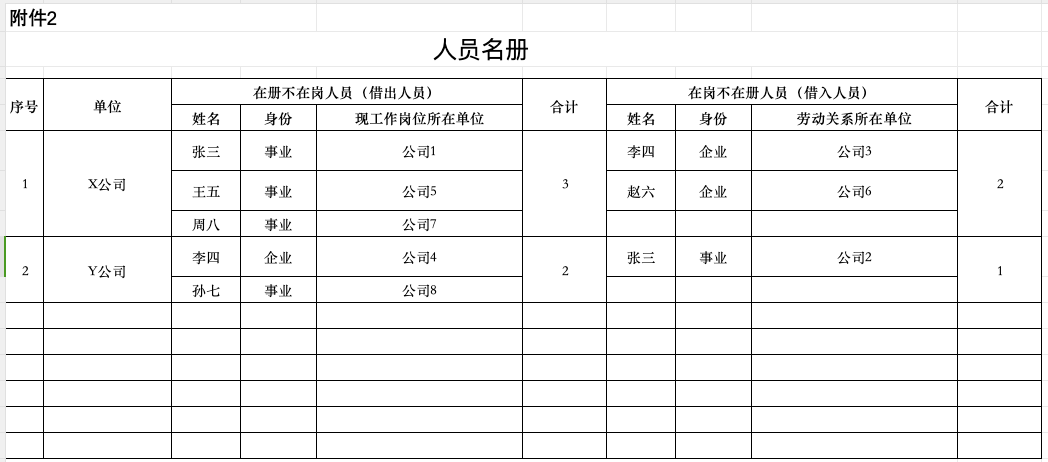 附件2
人员名册
序号 单位 在册不在岗人员（借出人员） 合计 在岗不在册人员（借入人员） 合计
姓名 身份 现工作岗位所在单位 姓名 身份 劳动关系所在单位
1 X公司 张三 事业 公司1 3 李四 企业 公司3 2
王五 事业 公司5 赵六 企业 公司6
周八 事业 公司7
2 Y公司 李四 企业 公司4 2 张三 事业 公司2 1
孙七 事业 公司8